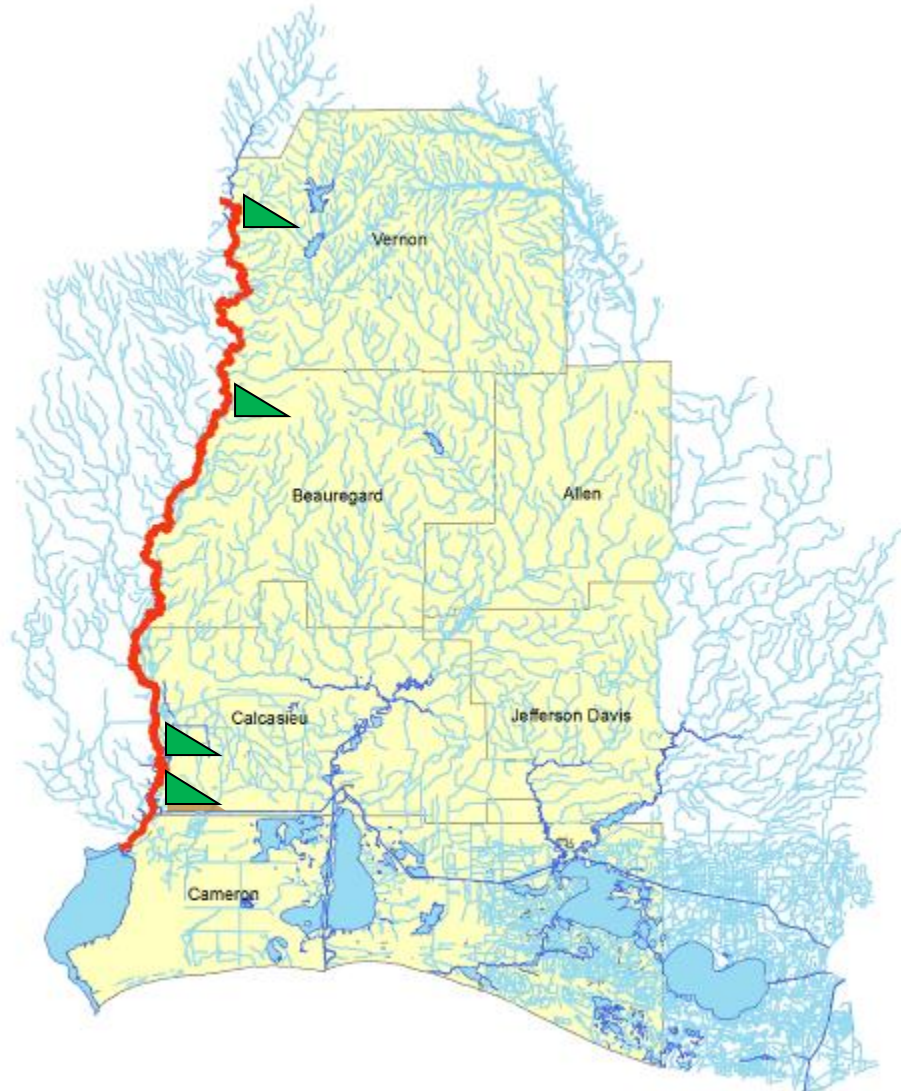 Vernon
Beauregard
Allen
Calcasieu
Jefferson Davis
Cameron